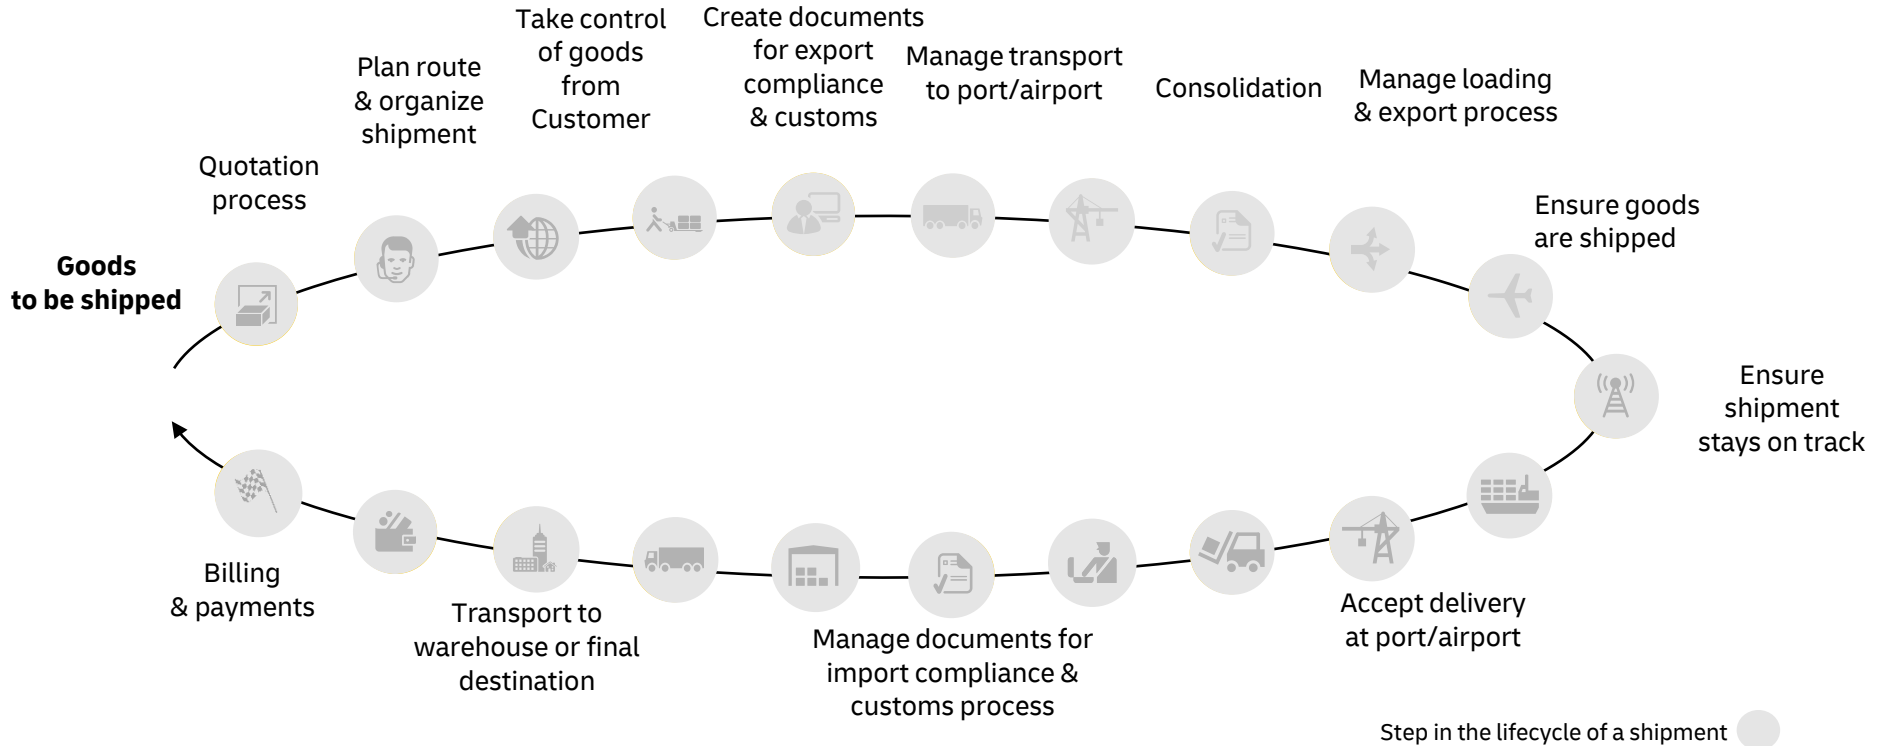 Goods
to be shipped
Quotation
process
Plan route
& organize
shipment
Take control
of goods
from
Customer
Create documents
for export
compliance
& customs
Manage transport
to port/airport
Consolidation
Manage loading
& export process
Ensure goods
are shipped
Ensure
shipment
stays on track
Accept delivery
at port/airport
Manage documents for
import compliance &
customs process
Transport to
warehouse or final
destination
Billing
& payments
Step in the lifecycle of a shipment